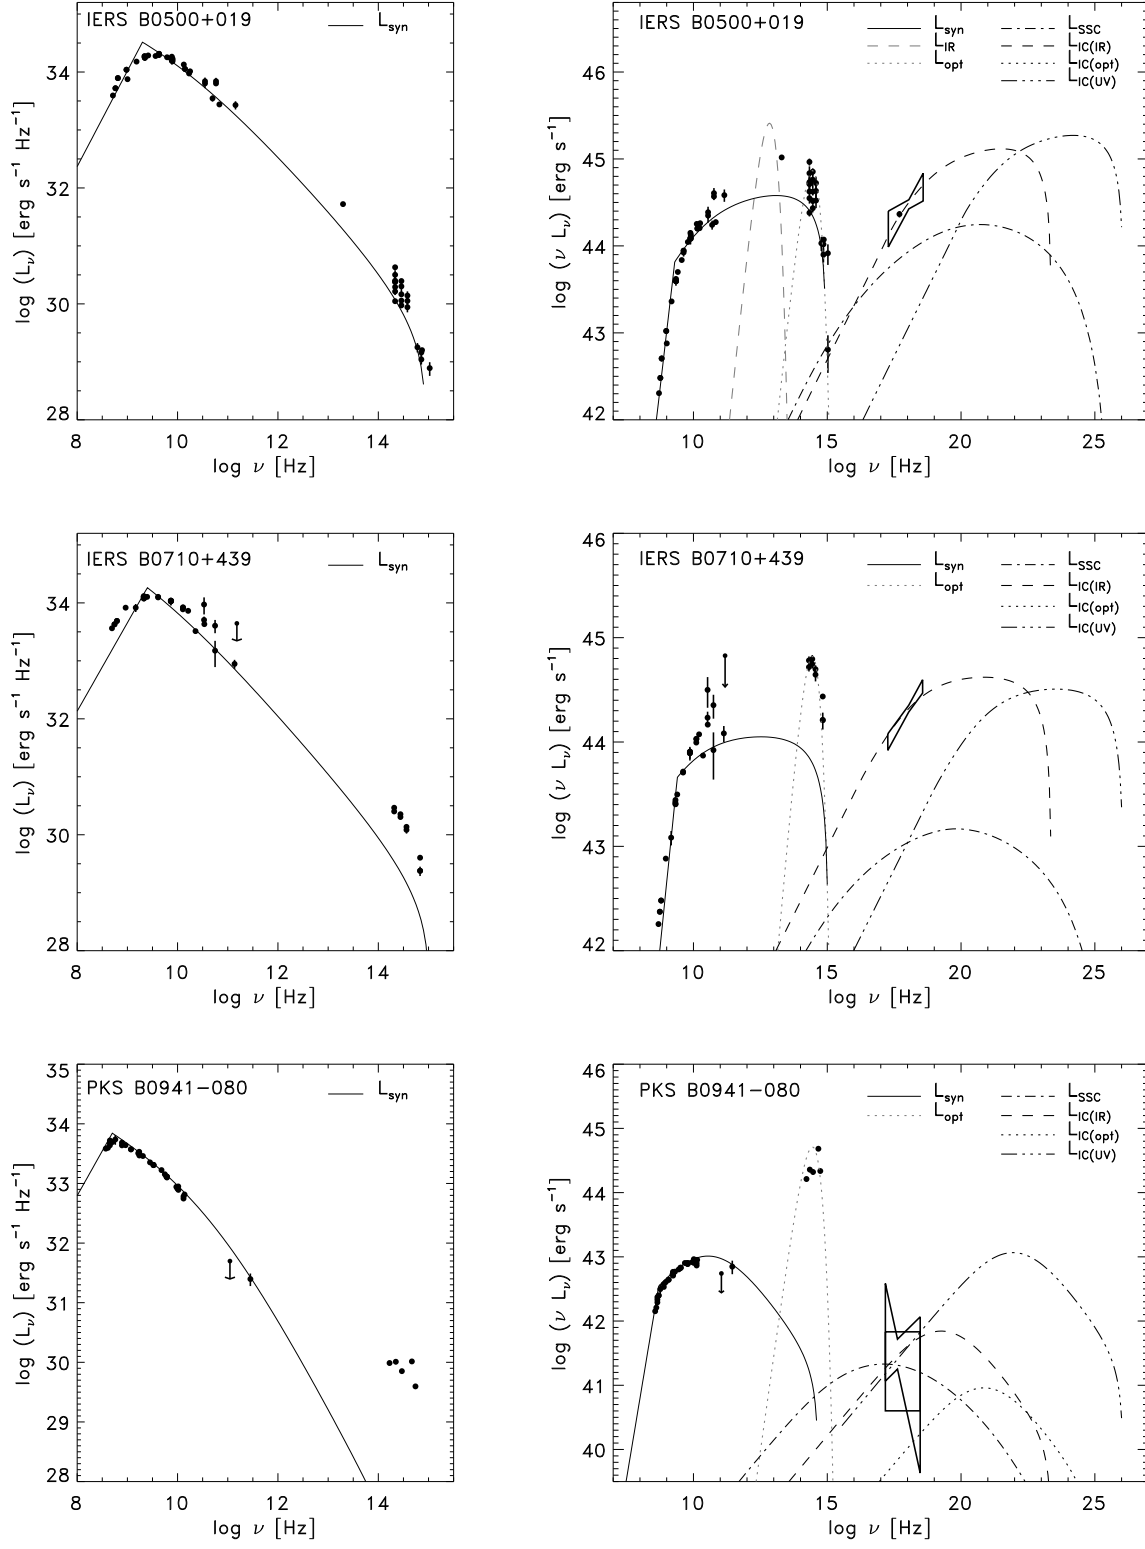 IERS B0500+019
L_syn
log (L_ν) [erg s⁻¹ Hz⁻¹]
34
32
30
28
8 10 12 14
log ν [Hz]
IERS B0500+019
L_syn
L_IR
L_opt
L_SSC
L_IC(IR)
L_IC(opt)
L_IC(UV)
log (ν L_ν) [erg s⁻¹]
46
45
44
43
42
10 15 20 25
log ν [Hz]
IERS B0710+439
L_syn
log (L_ν) [erg s⁻¹ Hz⁻¹]
34
32
30
28
8 10 12 14
log ν [Hz]
IERS B0710+439
L_syn
L_opt
L_SSC
L_IC(IR)
L_IC(opt)
L_IC(UV)
log (ν L_ν) [erg s⁻¹]
46
45
44
43
42
10 15 20 25
log ν [Hz]
PKS B0941−080
L_syn
log (L_ν) [erg s⁻¹ Hz⁻¹]
35
34
33
32
31
30
29
28
8 10 12 14
log ν [Hz]
PKS B0941−080
L_syn
L_opt
L_SSC
L_IC(IR)
L_IC(opt)
L_IC(UV)
log (ν L_ν) [erg s⁻¹]
46
45
44
43
42
41
40
10 15 20 25
log ν [Hz]